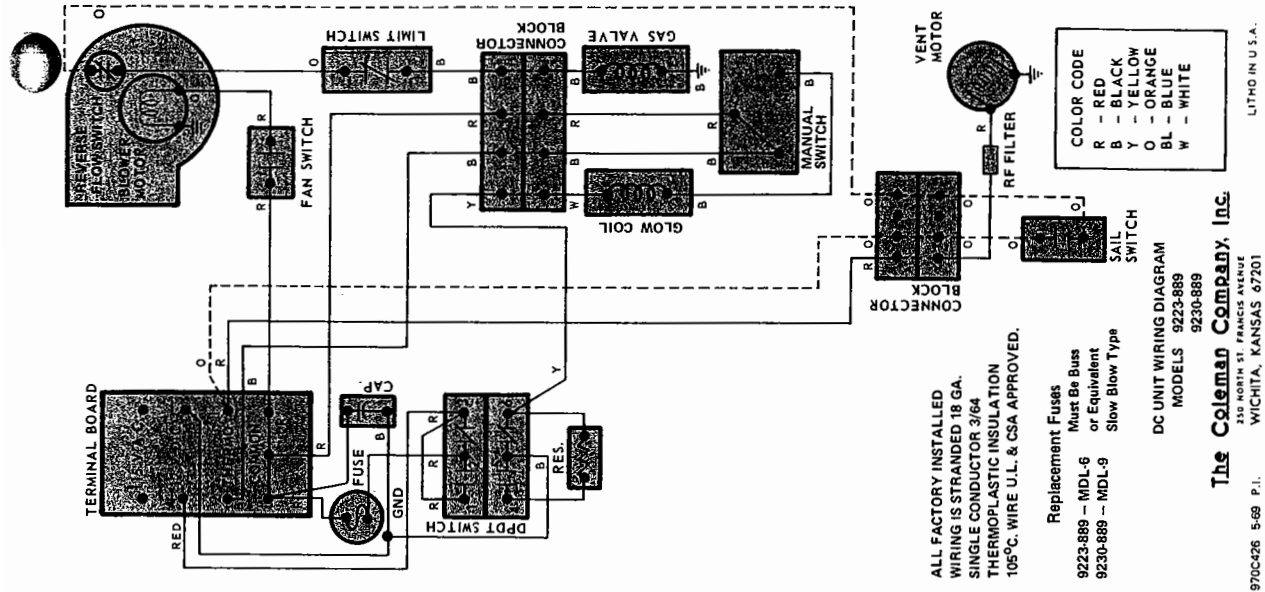 REVERSE
FLOW SWITCH
BLOWER
MOTOR
O
O
FAN SWITCH
R
R
O
LIMIT SWITCH
B
CONNECTOR
BLOCK
B
R
B
Y
B
R
B
W
GAS VALVE
B
R
B
MANUAL
SWITCH
B
GLOW COIL
B
VENT
MOTOR
R
RF FILTER
COLOR CODE
R – RED
B – BLACK
Y – YELLOW
O – ORANGE
BL – BLUE
W – WHITE
LITHO IN U.S.A.
TERMINAL BOARD
COMMON
O
R
B
R
RED
CAP.
B
FUSE
GND
DPDT SWITCH
R
R
R
B
Y
RES.
CONNECTOR
BLOCK
R
O
O
O
O
O
SAIL
SWITCH
ALL FACTORY INSTALLED
WIRING IS STRANDED 18 GA.
SINGLE CONDUCTOR 3/64
THERMOPLASTIC INSULATION
105°C. WIRE U.L. & CSA APPROVED.
Replacement Fuses
9223-889 – MDL-6 Must Be Buss
9230-889 – MDL-9 or Equivalent
Slow Blow Type
DC UNIT WIRING DIAGRAM
MODELS 9223-889
9230-889
The Coleman Company, Inc.
250 NORTH ST. FRANCIS AVENUE
WICHITA, KANSAS 67201
970C426 5-69 P.I.